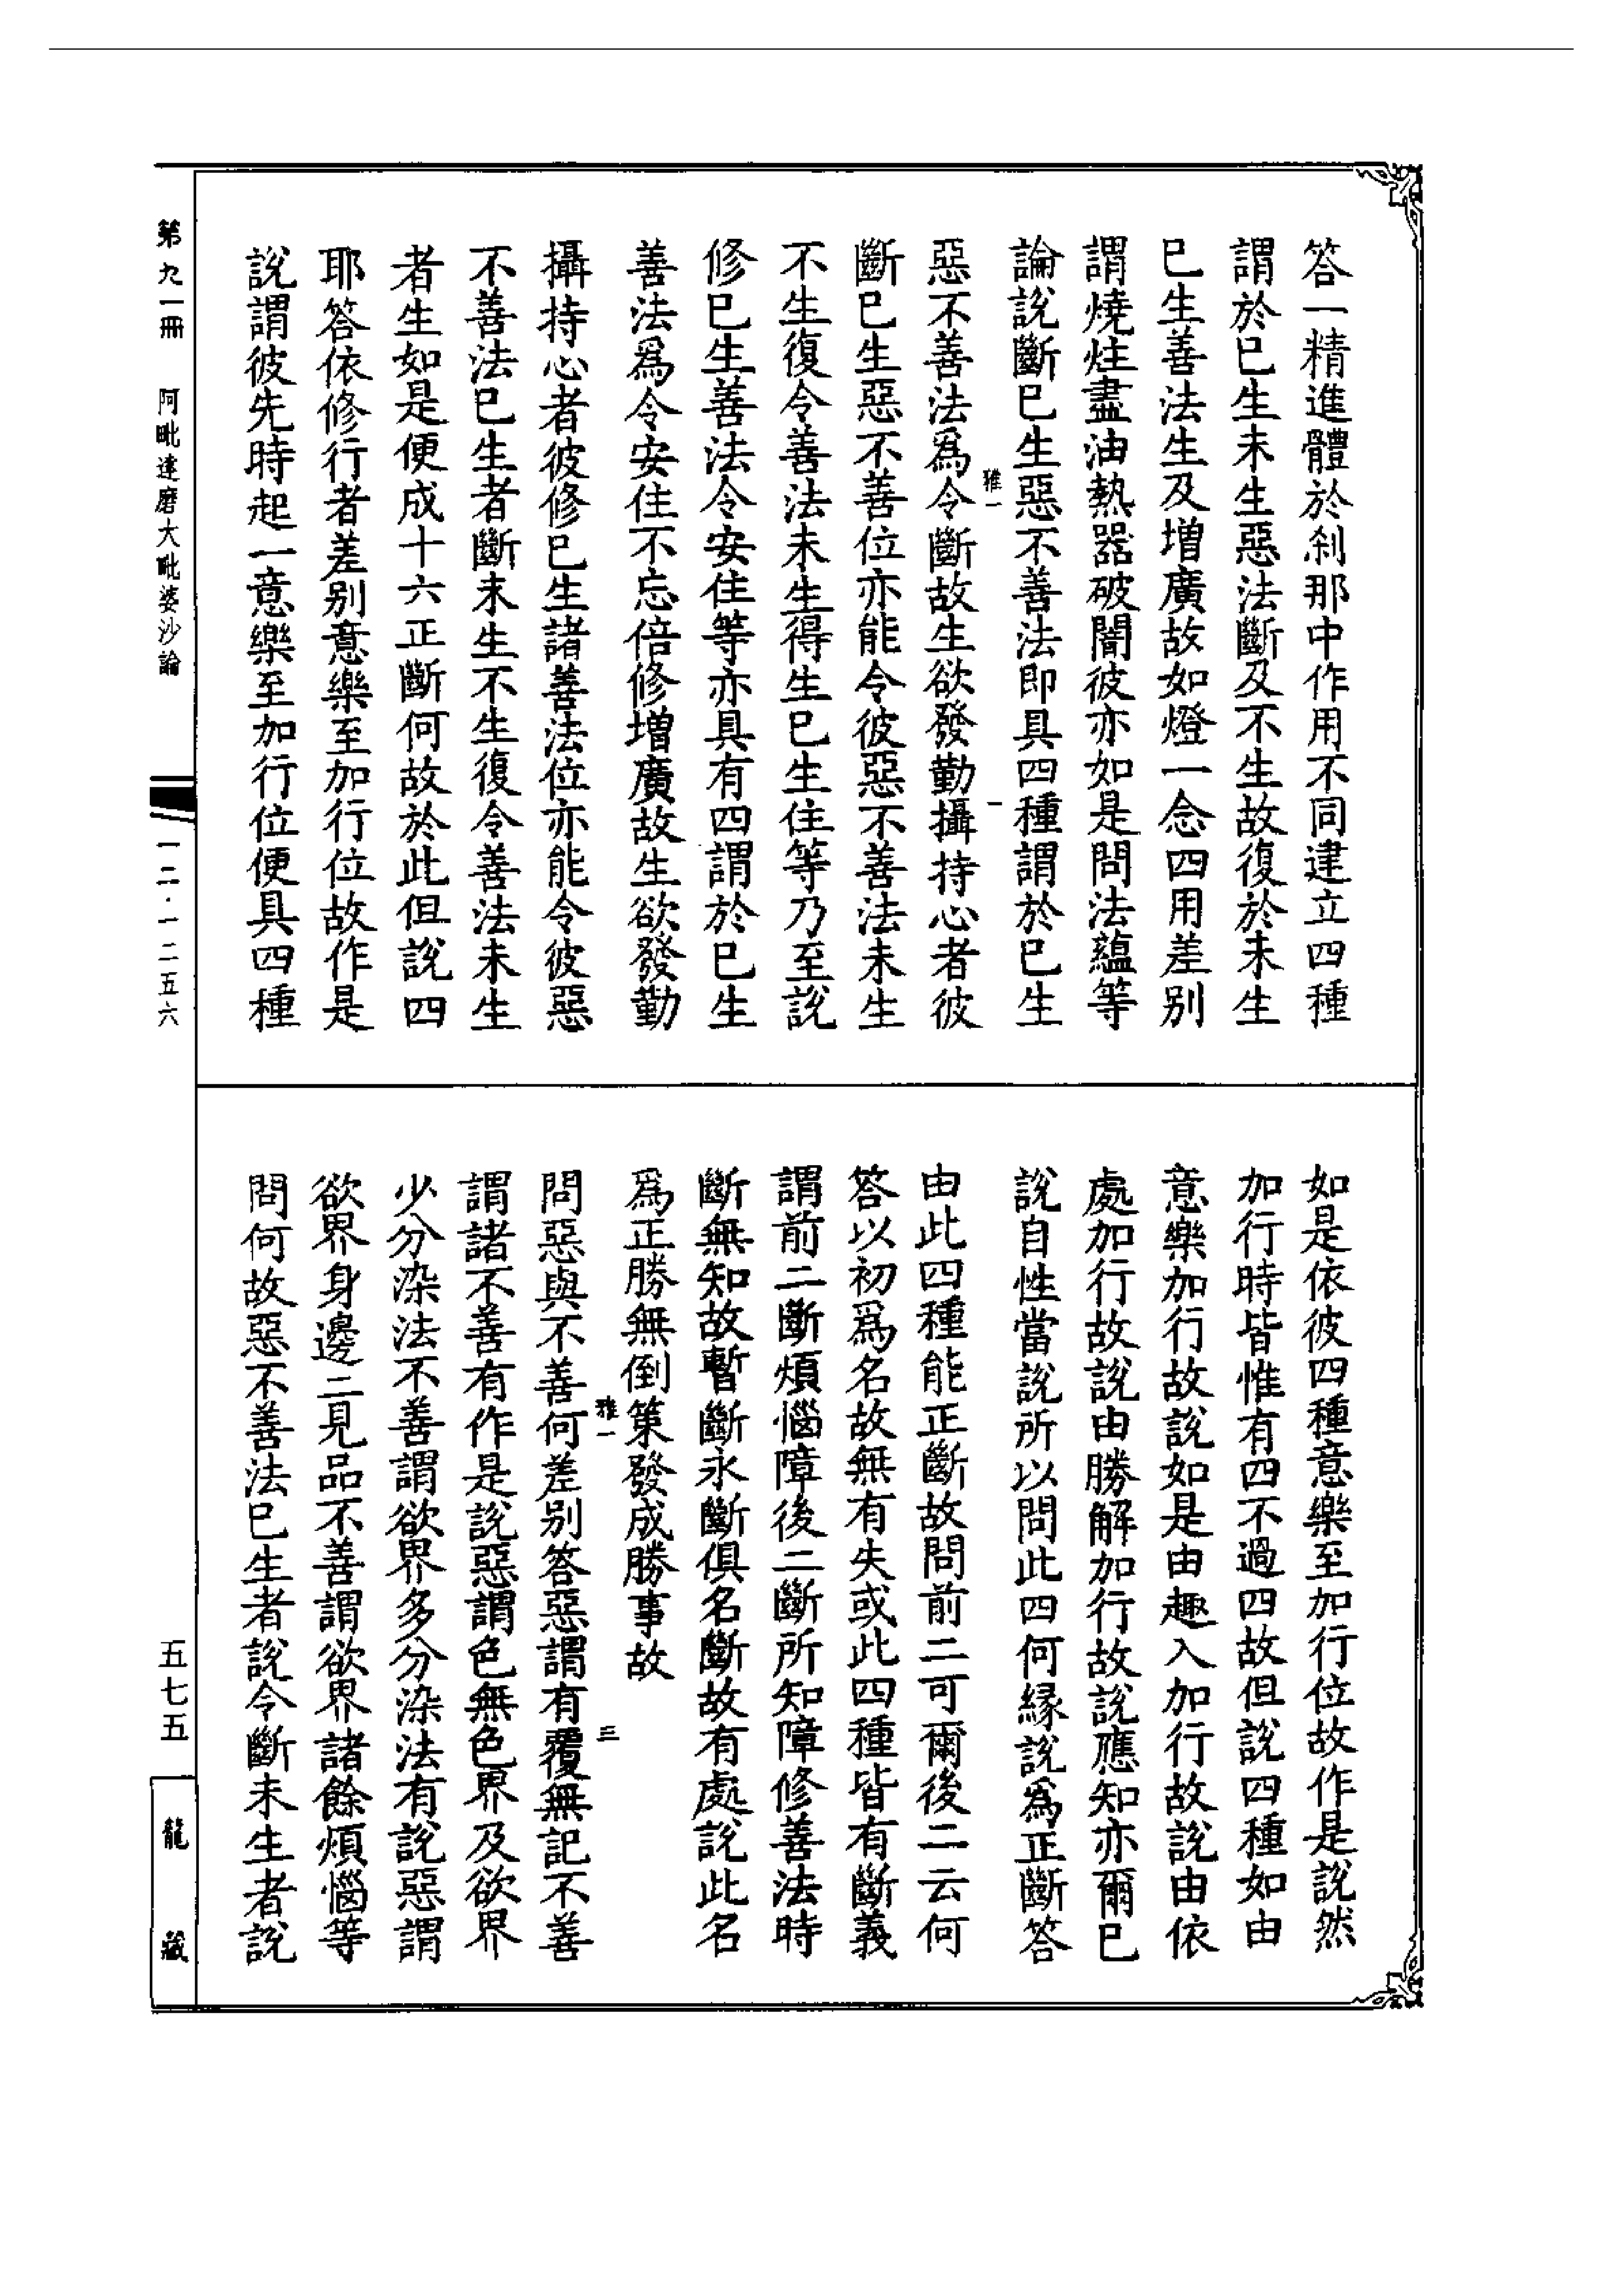 答一精進體於剎那中作用不同建立四種
謂於巳生未生惡法斷及不生故復於未生
巳生善法生及增廣故如燈一念四用差別
謂燒炷盡油熱器破闇彼亦如是問法蘊等
論說斷巳生惡不善法即具四種謂於巳生
雅一 一
惡不善法爲令斷故生欲發勤攝持心者彼
斷巳生惡不善位亦能令彼惡不善法未生
不生復令善法未生得生巳生住等乃至說
修巳生善法令安住等亦具有四謂於巳生
善法爲令安住不忘倍修增廣故生欲發勤
攝持心者彼修巳生諸善法位亦能令彼惡
不善法巳生者斷未生不生復令善法未生
者生如是便成十六正斷何故於此但說四
耶答依修行者差別意樂至加行位故作是
說謂彼先時起一意樂至加行位便具四種
如是依彼四種意樂至加行位故作是說然
加行時皆惟有四不過四故但說四種如由
意樂加行故說如是由趣入加行故說由依
處加行故說由勝解加行故說應知亦爾巳
說自性當說所以問此四何緣說爲正斷答
由此四種能正斷故問前二可爾後二云何
答以初爲名故無有失或此四種皆有斷義
謂前二斷煩惱障後二斷所知障修善法時
斷無知故暫斷永斷俱名斷故有處說此名
爲正勝無倒策發成勝事故
雅一 三
問惡與不善何差別答惡謂有覆無記不善
謂諸不善有作是說惡謂色無色界及欲界
少分染法不善謂欲界多分染法有說惡謂
欲界身邊二見品不善謂欲界諸餘煩惱等
問何故惡不善法巳生者說令斷未生者說
第九一冊 阿毗達磨大毗婆沙論
一二·一二五六
五七五
龍藏